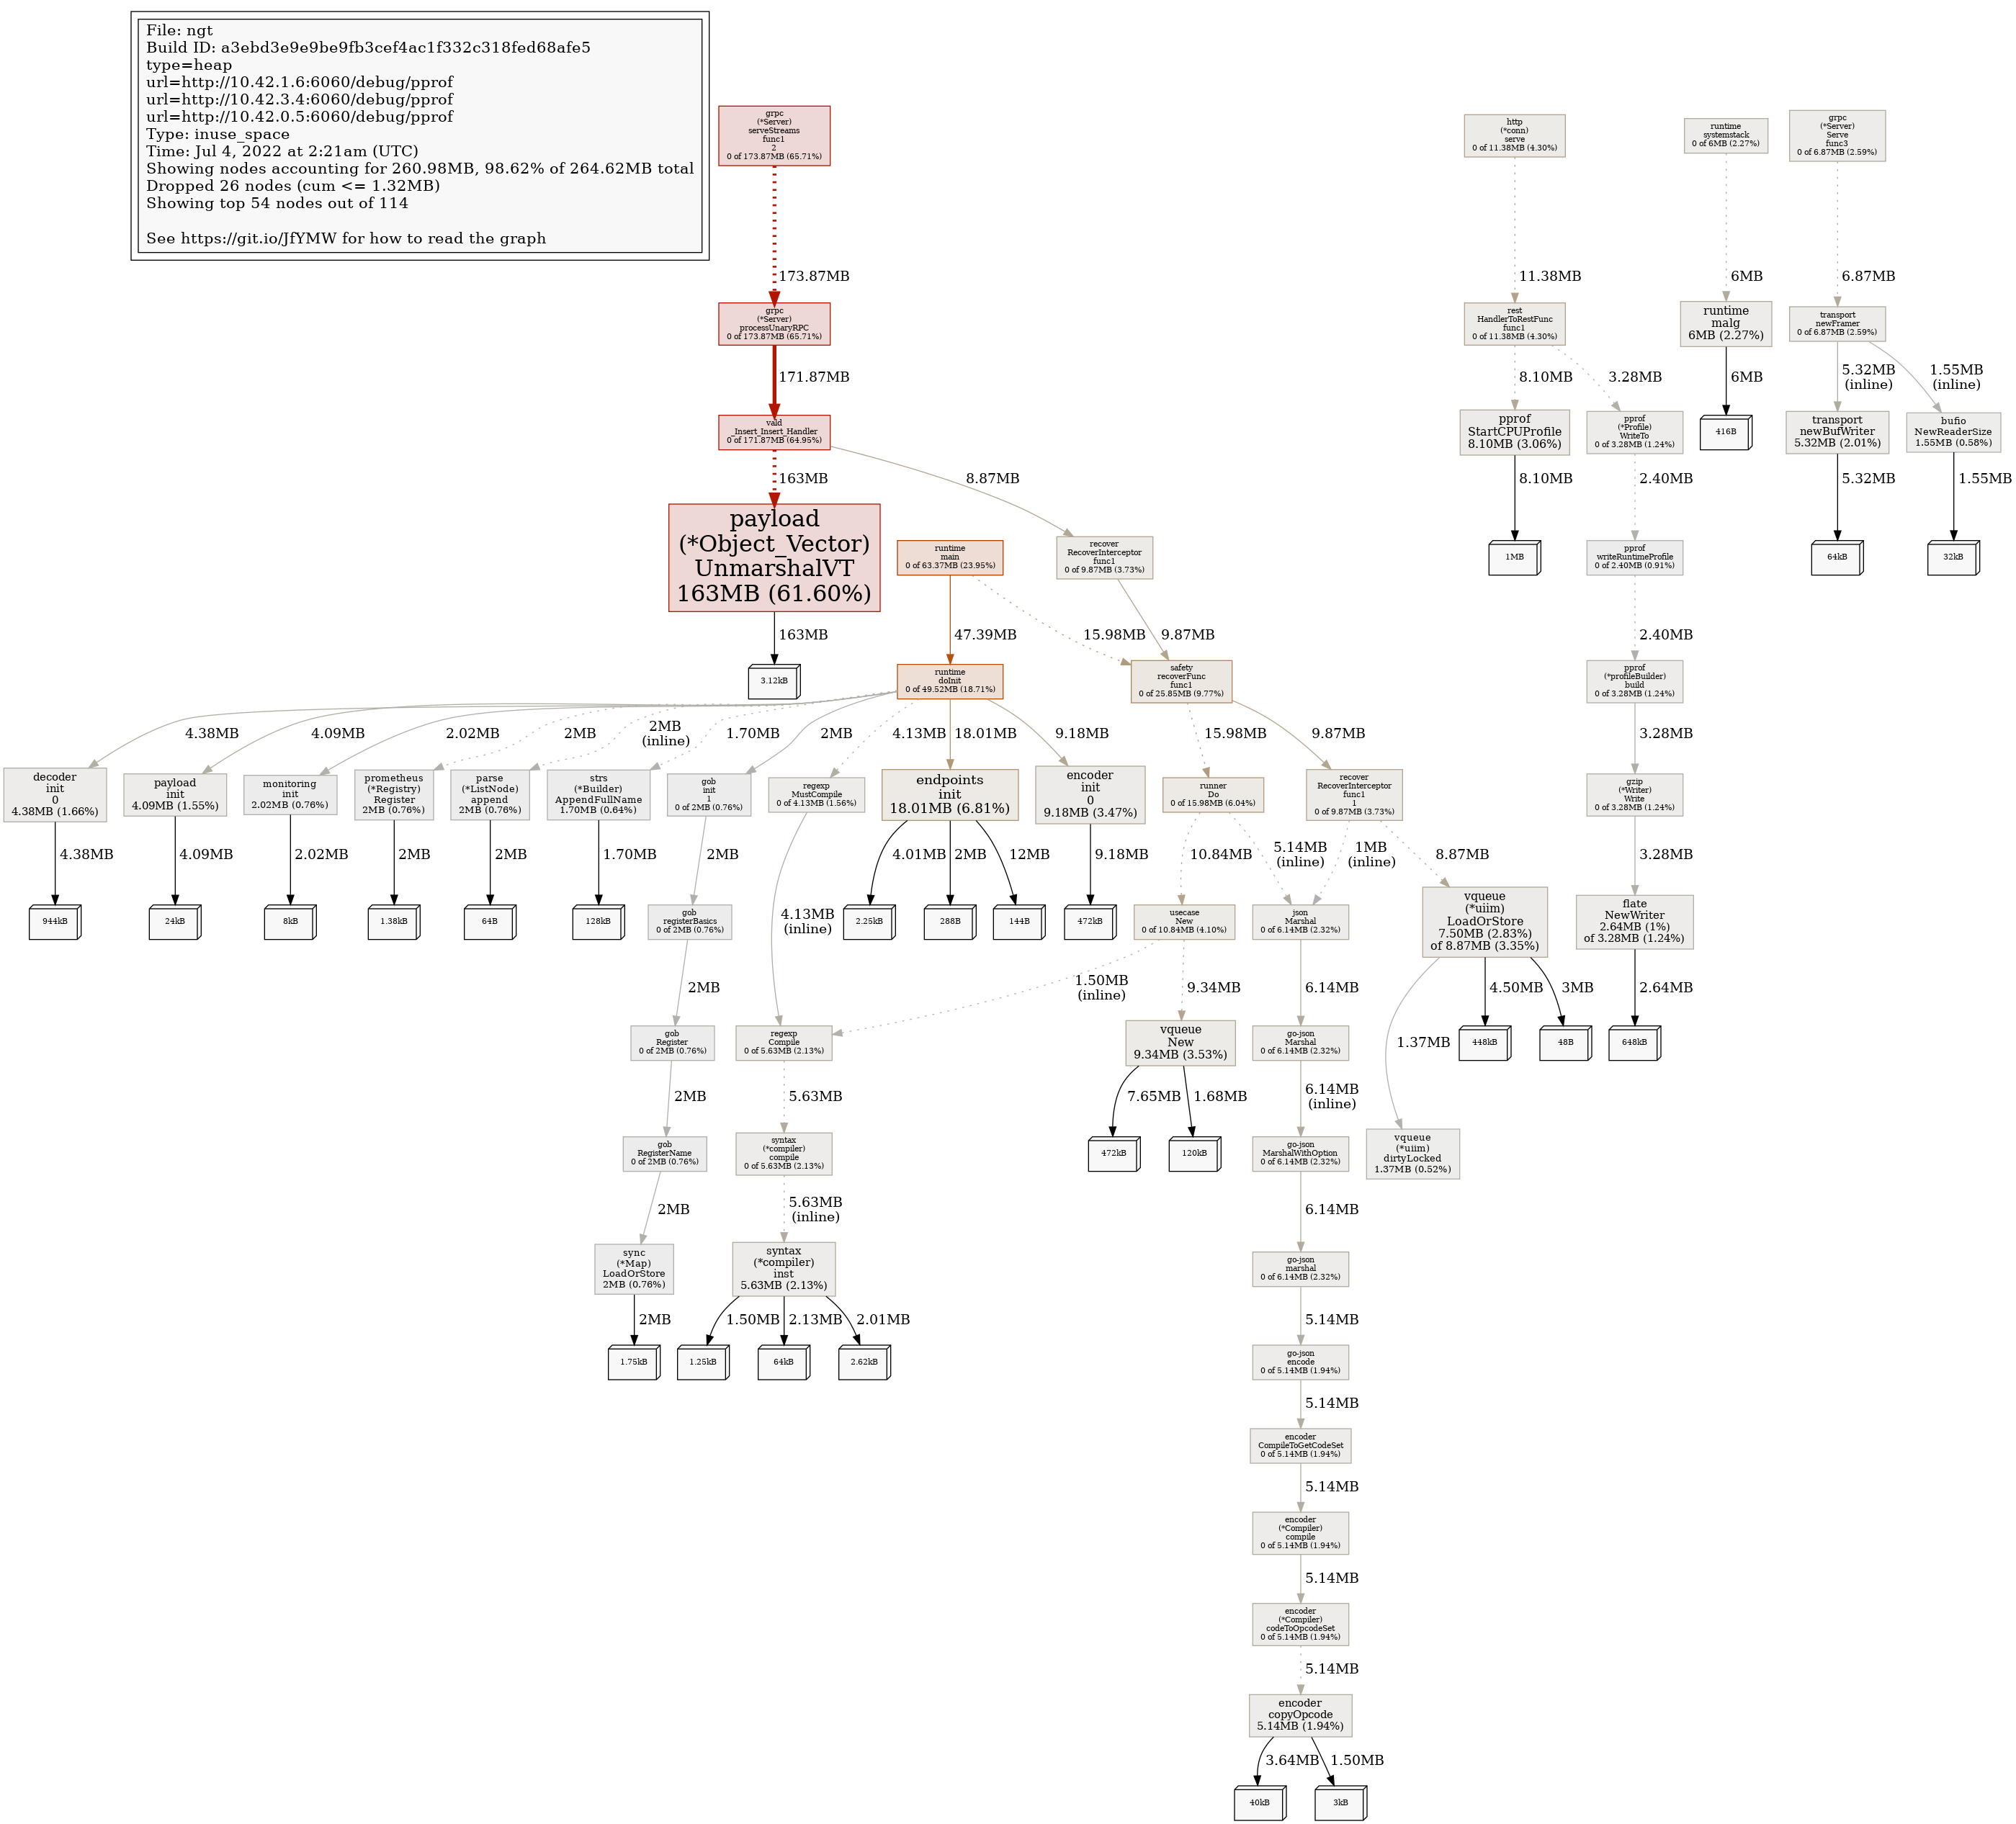 File: ngt
Build ID: a3ebd3e9e9be9fb3cef4ac1f332c318fed68afe5
type=heap
url=http://10.42.1.6:6060/debug/pprof
url=http://10.42.3.4:6060/debug/pprof
url=http://10.42.0.5:6060/debug/pprof
Type: inuse_space
Time: Jul 4, 2022 at 2:21am (UTC)
Showing nodes accounting for 260.98MB, 98.62% of 264.62MB total
Dropped 26 nodes (cum <= 1.32MB)
Showing top 54 nodes out of 114
See https://git.io/JfYMW for how to read the graph
grpc
(*Server)
serveStreams
func1
2
0 of 173.87MB (65.71%)
http
(*conn)
serve
0 of 11.38MB (4.30%)
runtime
systemstack
0 of 6MB (2.27%)
grpc
(*Server)
Serve
func3
0 of 6.87MB (2.59%)
173.87MB
11.38MB
6MB
6.87MB
grpc
(*Server)
processUnaryRPC
0 of 173.87MB (65.71%)
rest
HandlerToRestFunc
func1
0 of 11.38MB (4.30%)
runtime
malg
6MB (2.27%)
transport
newFramer
0 of 6.87MB (2.59%)
171.87MB
8.10MB
3.28MB
6MB
5.32MB
(inline)
1.55MB
(inline)
vald
_Insert_Insert_Handler
0 of 171.87MB (64.95%)
pprof
StartCPUProfile
8.10MB (3.06%)
pprof
(*Profile)
WriteTo
0 of 3.28MB (1.24%)
416B
transport
newBufWriter
5.32MB (2.01%)
bufio
NewReaderSize
1.55MB (0.58%)
163MB
8.87MB
8.10MB
2.40MB
5.32MB
1.55MB
payload
(*Object_Vector)
UnmarshalVT
163MB (61.60%)
runtime
main
0 of 63.37MB (23.95%)
recover
RecoverInterceptor
func1
0 of 9.87MB (3.73%)
1MB
pprof
writeRuntimeProfile
0 of 2.40MB (0.91%)
64kB
32kB
163MB
47.39MB
15.98MB
9.87MB
2.40MB
3.12kB
runtime
doInit
0 of 49.52MB (18.71%)
safety
recoverFunc
func1
0 of 25.85MB (9.77%)
pprof
(*profileBuilder)
build
0 of 3.28MB (1.24%)
4.38MB
4.09MB
2.02MB
2MB
2MB
(inline)
1.70MB
2MB
4.13MB
18.01MB
9.18MB
15.98MB
9.87MB
3.28MB
decoder
init
0
4.38MB (1.66%)
payload
init
4.09MB (1.55%)
monitoring
init
2.02MB (0.76%)
prometheus
(*Registry)
Register
2MB (0.76%)
parse
(*ListNode)
append
2MB (0.76%)
strs
(*Builder)
AppendFullName
1.70MB (0.64%)
gob
init
1
0 of 2MB (0.76%)
regexp
MustCompile
0 of 4.13MB (1.56%)
endpoints
init
18.01MB (6.81%)
encoder
init
0
9.18MB (3.47%)
runner
Do
0 of 15.98MB (6.04%)
recover
RecoverInterceptor
func1
1
0 of 9.87MB (3.73%)
gzip
(*Writer)
Write
0 of 3.28MB (1.24%)
4.38MB
4.09MB
2.02MB
2MB
2MB
1.70MB
2MB
4.13MB
(inline)
4.01MB
2MB
12MB
9.18MB
10.84MB
5.14MB
(inline)
1MB
(inline)
8.87MB
3.28MB
944kB
24kB
8kB
1.38kB
64B
128kB
gob
registerBasics
0 of 2MB (0.76%)
2.25kB
288B
144B
472kB
usecase
New
0 of 10.84MB (4.10%)
json
Marshal
0 of 6.14MB (2.32%)
vqueue
(*uiim)
LoadOrStore
7.50MB (2.83%)
of 8.87MB (3.35%)
flate
NewWriter
2.64MB (1%)
of 3.28MB (1.24%)
2MB
1.50MB
(inline)
9.34MB
6.14MB
1.37MB
4.50MB
3MB
2.64MB
gob
Register
0 of 2MB (0.76%)
regexp
Compile
0 of 5.63MB (2.13%)
vqueue
New
9.34MB (3.53%)
go-json
Marshal
0 of 6.14MB (2.32%)
448kB
48B
648kB
2MB
5.63MB
7.65MB
1.68MB
6.14MB
(inline)
gob
RegisterName
0 of 2MB (0.76%)
syntax
(*compiler)
compile
0 of 5.63MB (2.13%)
472kB
120kB
go-json
MarshalWithOption
0 of 6.14MB (2.32%)
vqueue
(*uiim)
dirtyLocked
1.37MB (0.52%)
2MB
5.63MB
(inline)
6.14MB
sync
(*Map)
LoadOrStore
2MB (0.76%)
syntax
(*compiler)
inst
5.63MB (2.13%)
go-json
marshal
0 of 6.14MB (2.32%)
2MB
1.50MB
2.13MB
2.01MB
5.14MB
1.75kB
1.25kB
64kB
2.62kB
go-json
encode
0 of 5.14MB (1.94%)
5.14MB
encoder
CompileToGetCodeSet
0 of 5.14MB (1.94%)
5.14MB
encoder
(*Compiler)
compile
0 of 5.14MB (1.94%)
5.14MB
encoder
(*Compiler)
codeToOpcodeSet
0 of 5.14MB (1.94%)
5.14MB
encoder
copyOpcode
5.14MB (1.94%)
3.64MB
1.50MB
40kB
3kB